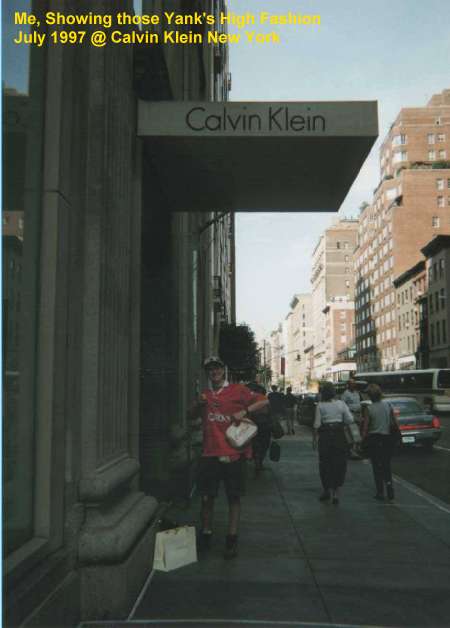 Me, Showing those Yank's High Fashion
July 1997 @ Calvin Klein New York
Calvin Klein